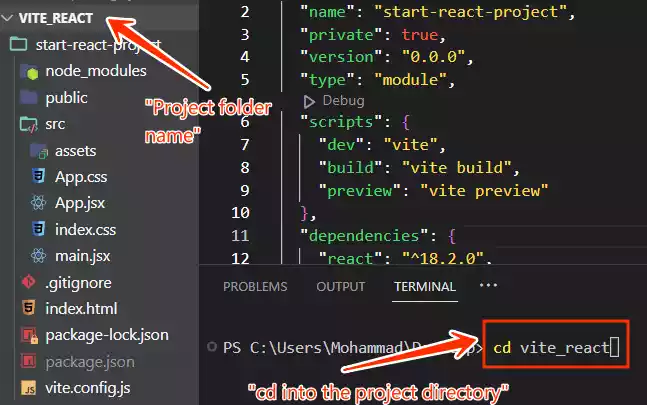 VITE_REACT
start-react-project
node_modules
public
src
assets
App.css
App.jsx
index.css
main.jsx
.gitignore
index.html
package-lock.json
package.json
vite.config.js
"Project folder
name"
2 "name": "start-react-project",
3 "private": true,
4 "version": "0.0.0",
5 "type": "module",
Debug
6 "scripts": {
7 "dev": "vite",
8 "build": "vite build",
9 "preview": "vite preview"
10 },
11 "dependencies": {
12 "react": "^18.2.0",
PROBLEMS OUTPUT TERMINAL ···
PS C:\Users\Mohammad\ cd vite_react
"cd into the project directory"